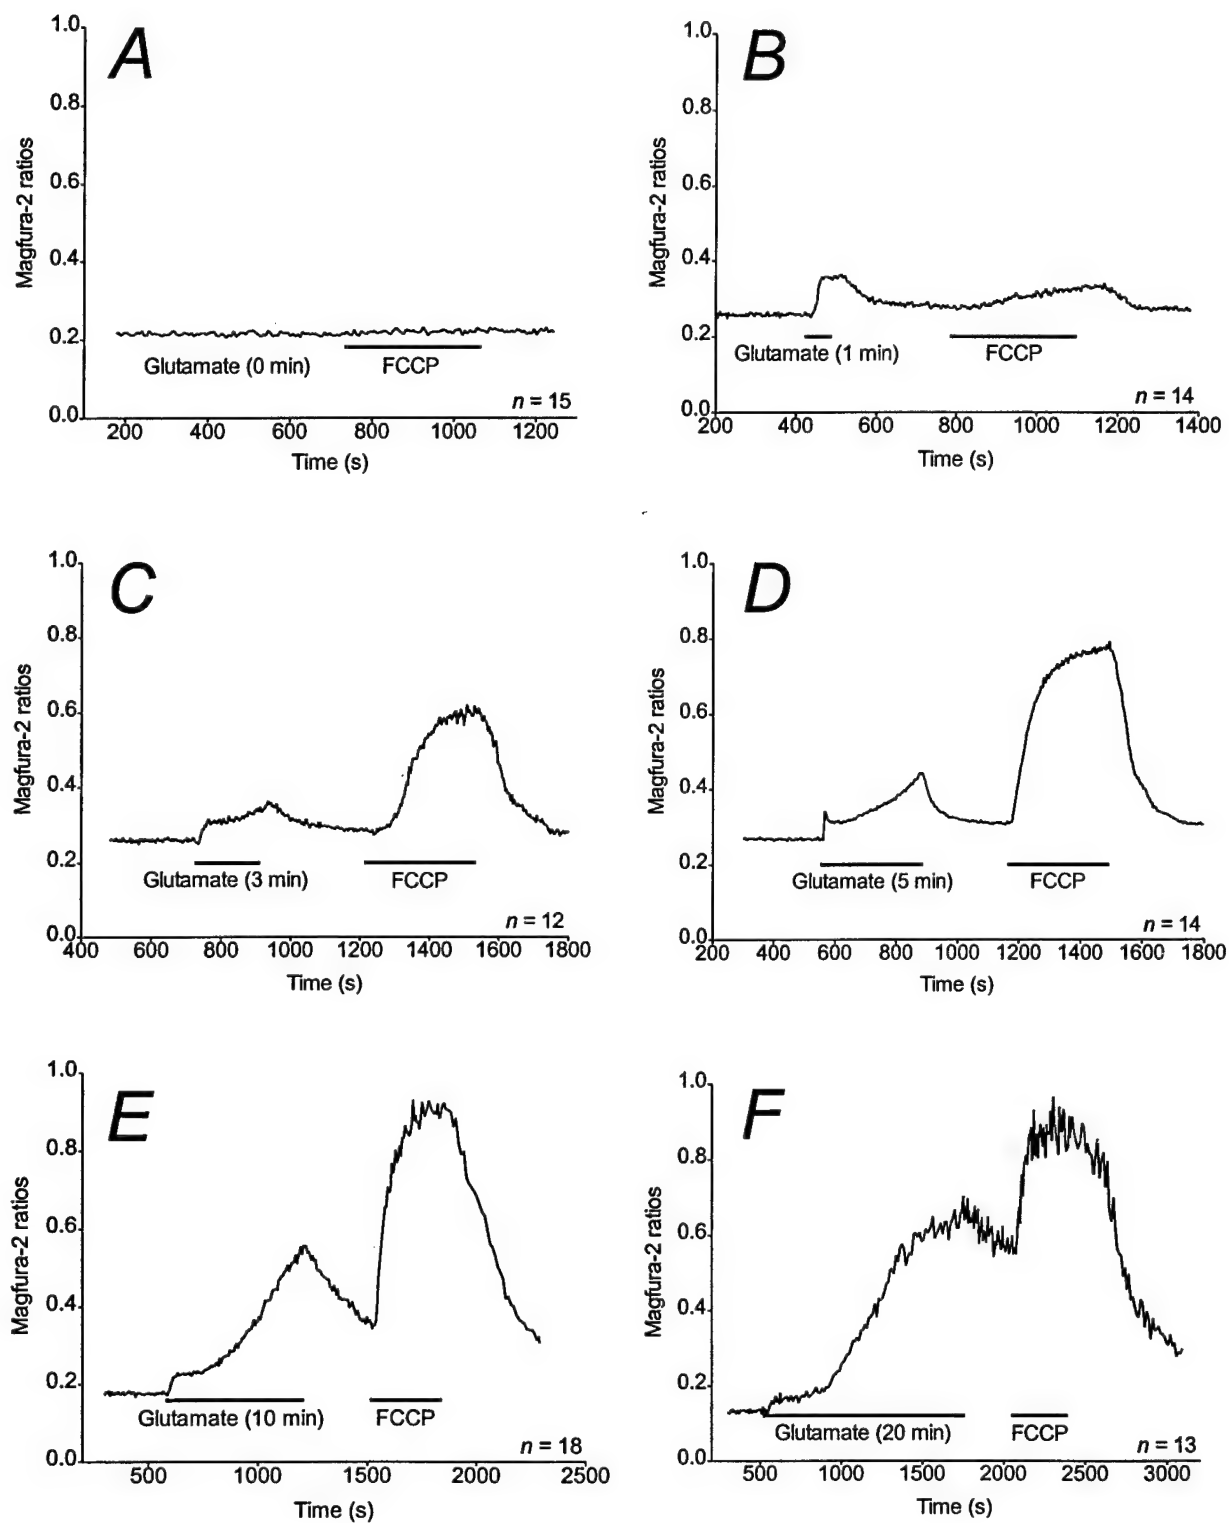 A
1.0
0.8
0.6
0.4
0.2
0.0
Magfura-2 ratios
Glutamate (0 min)
FCCP
n = 15
200 400 600 800 1000 1200
Time (s)
B
1.0
0.8
0.6
0.4
0.2
0.0
Magfura-2 ratios
Glutamate (1 min)
FCCP
n = 14
200 400 600 800 1000 1200 1400
Time (s)
C
1.0
0.8
0.6
0.4
0.2
0.0
Magfura-2 ratios
Glutamate (3 min)
FCCP
n = 12
400 600 800 1000 1200 1400 1600 1800
Time (s)
D
1.0
0.8
0.6
0.4
0.2
0.0
Magfura-2 ratios
Glutamate (5 min)
FCCP
n = 14
200 400 600 800 1000 1200 1400 1600 1800
Time (s)
E
1.0
0.8
0.6
0.4
0.2
0.0
Magfura-2 ratios
Glutamate (10 min)
FCCP
n = 18
500 1000 1500 2000 2500
Time (s)
F
1.0
0.8
0.6
0.4
0.2
0.0
Magfura-2 ratios
Glutamate (20 min)
FCCP
n = 13
500 1000 1500 2000 2500 3000
Time (s)